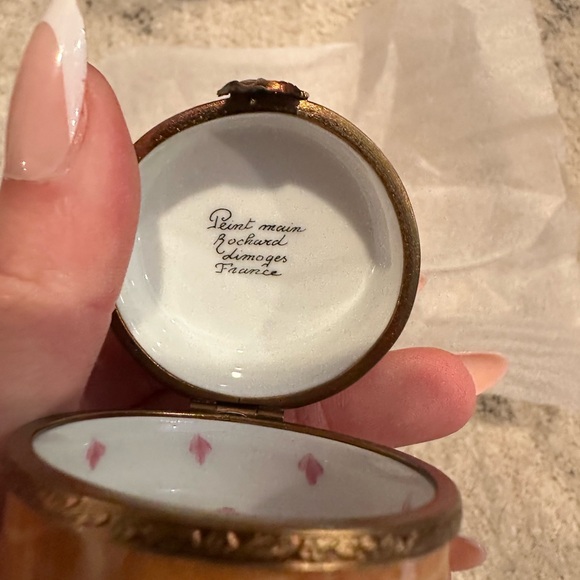 Peint main
Rochard
Limoges
France